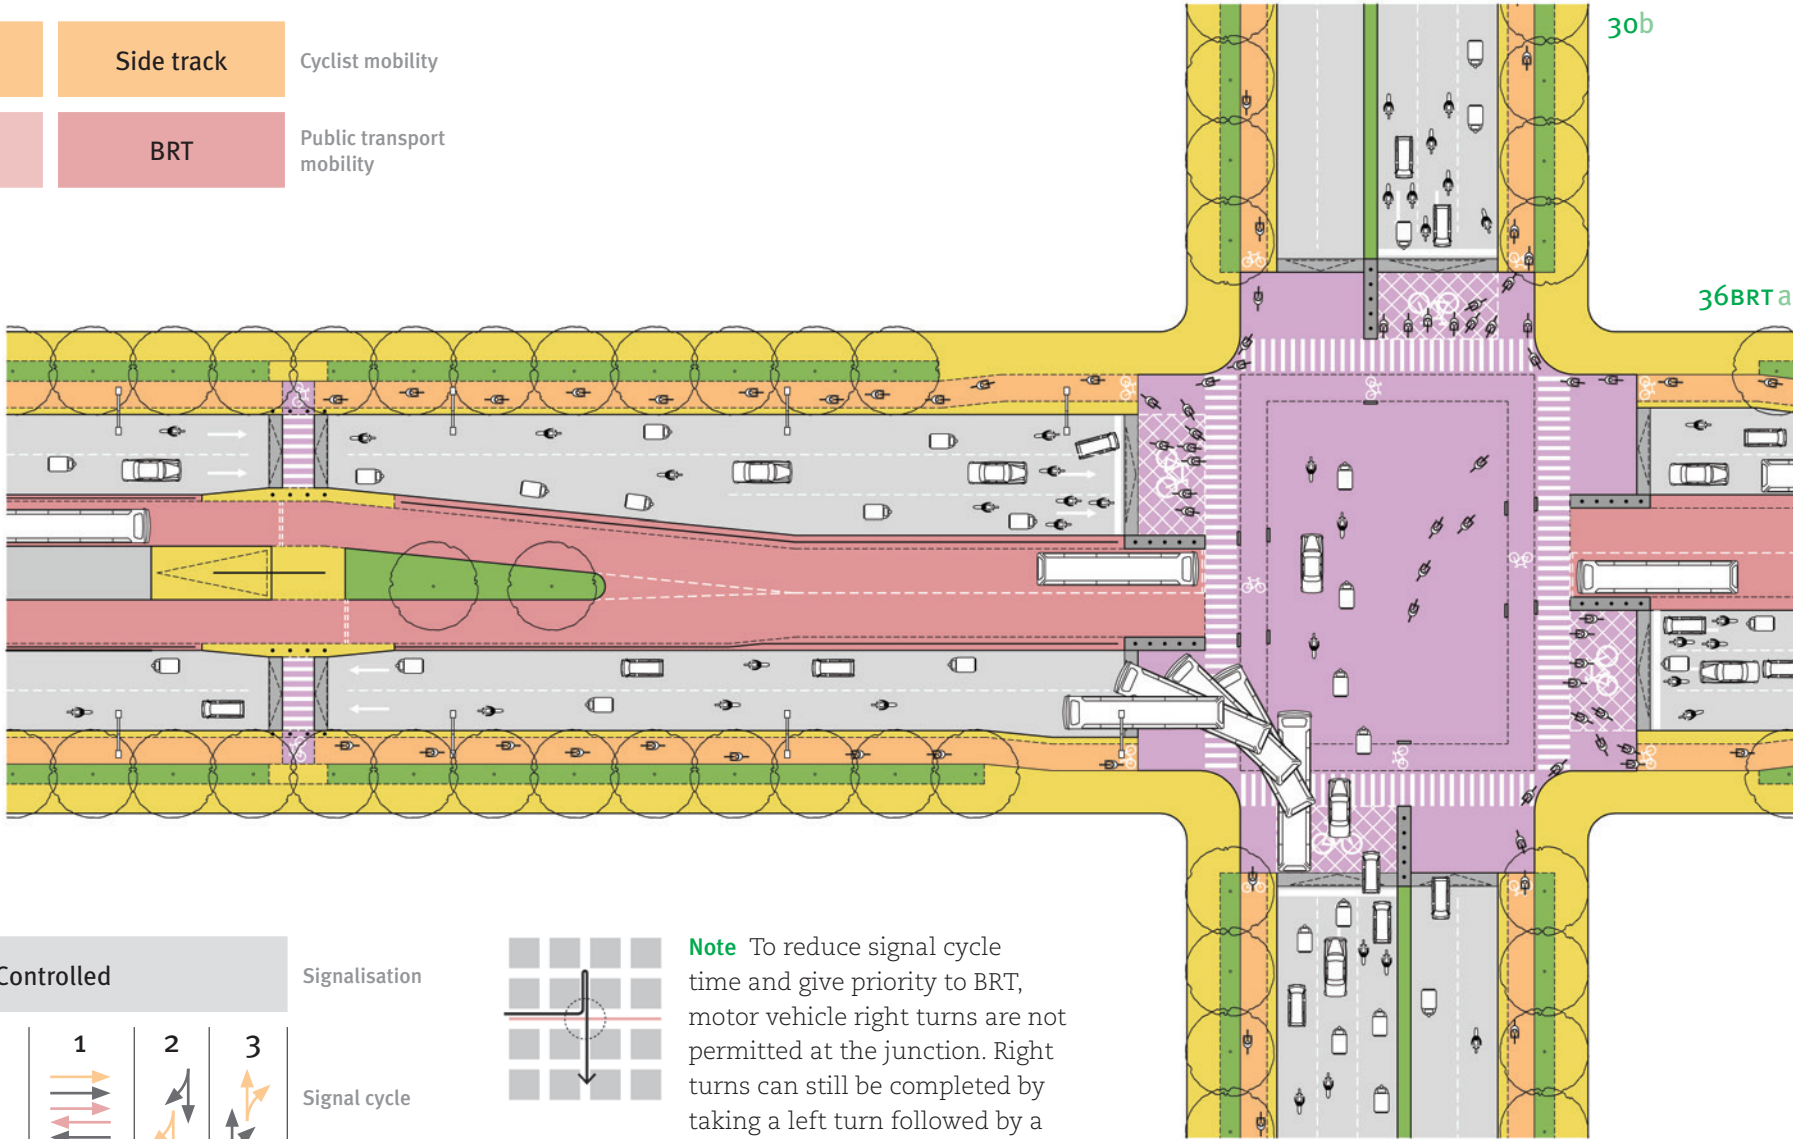 Side track
Cyclist mobility
BRT
Public transport
mobility
30b
36BRT a
Controlled
Signalisation
1 2 3
Signal cycle
Note To reduce signal cycle
time and give priority to BRT,
motor vehicle right turns are not
permitted at the junction. Right
turns can still be completed by
taking a left turn followed by a